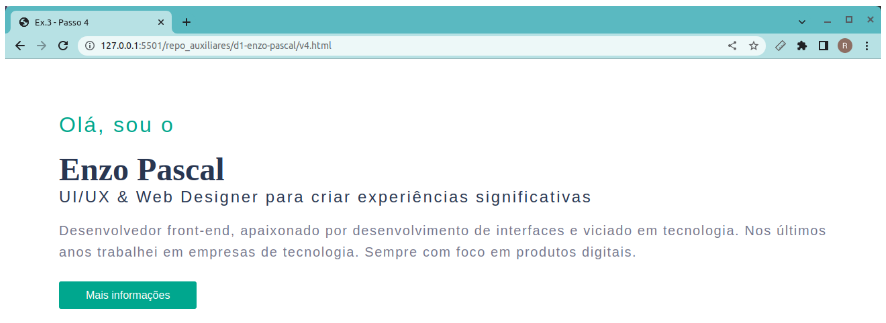 Ex.3 - Passo 4
127.0.0.1:5501/repo_auxiliares/d1-enzo-pascal/v4.html
R
Olá, sou o
Enzo Pascal
UI/UX & Web Designer para criar experiências significativas
Desenvolvedor front-end, apaixonado por desenvolvimento de interfaces e viciado em tecnologia. Nos últimos
anos trabalhei em empresas de tecnologia. Sempre com foco em produtos digitais.
Mais informações